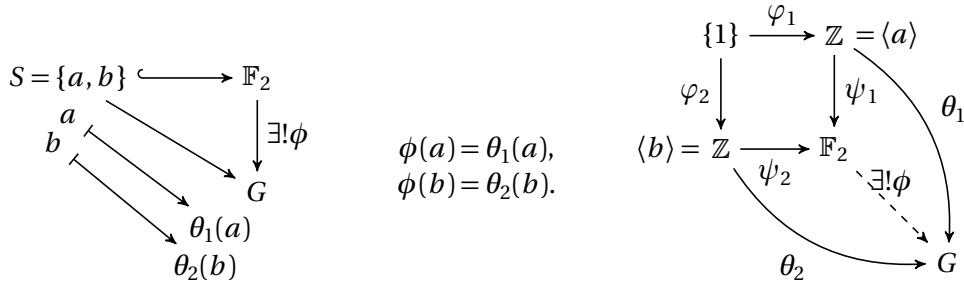 S = {a, b} 𝔽₂
a
b
∃!ϕ
G
θ₁(a)
θ₂(b)
ϕ(a) = θ₁(a),
ϕ(b) = θ₂(b).
{1} φ₁ ℤ = ⟨a⟩
φ₂ ψ₁ θ₁
⟨b⟩ = ℤ ψ₂ 𝔽₂
∃!ϕ
θ₂ G